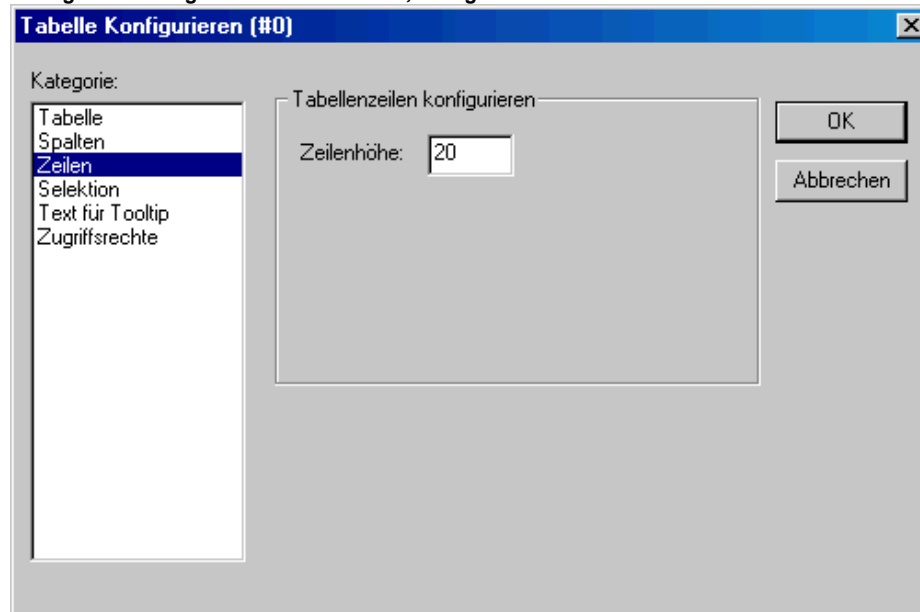 Tabelle Konfigurieren (#0)
Kategorie:
Tabelle
Spalten
Zeilen
Selektion
Text für Tooltip
Zugriffsrechte
Tabellenzeilen konfigurieren
Zeilenhöhe: 20
OK
Abbrechen